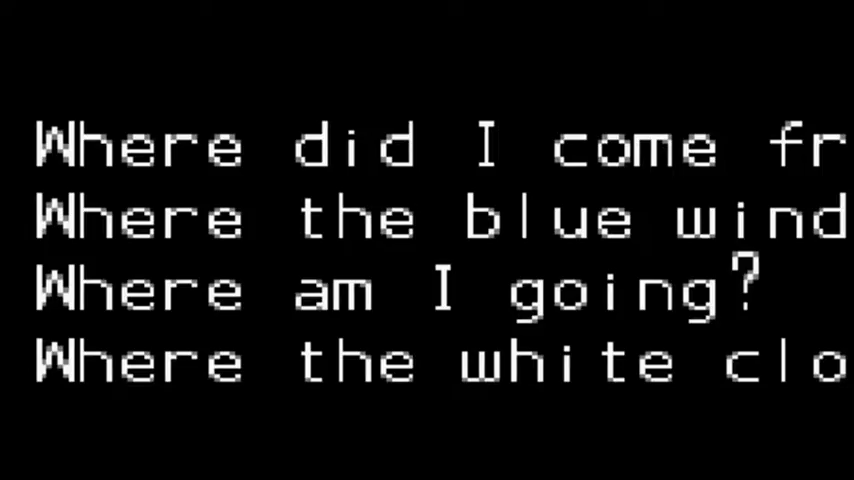 Where did I come fr
Where the blue wind
Where am I going?
Where the white clo